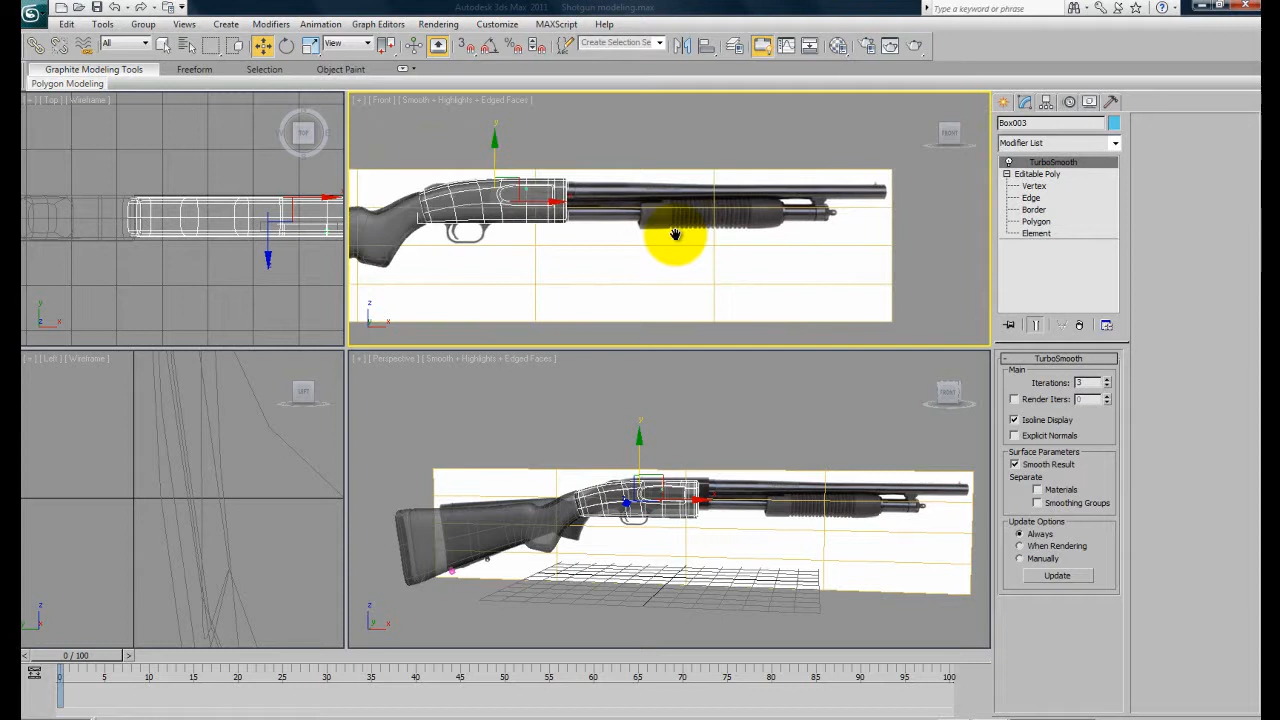 Autodesk 3ds Max 2011 Shotgun modeling.max
Type a keyword or phrase
Edit Tools Group Views Create Modifiers Animation Graph Editors Rendering Customize MAXScript Help
All View Create Selection Se
Graphite Modeling Tools Freeform Selection Object Paint
Polygon Modeling
[ + ] [ Top ] [ Wireframe ]
TOP
[ + ] [ Front ] [ Smooth + Highlights + Edged Faces ]
FRONT
y
x
z
[ + ] [ Left ] [ Wireframe ]
LEFT
[ + ] [ Perspective ] [ Smooth + Highlights + Edged Faces ]
FRONT
y
x
z
Box003
Modifier List
TurboSmooth
Editable Poly
Vertex
Edge
Border
Polygon
Element
- TurboSmooth
Main
Iterations: 3
Render Iters: 0
Isoline Display
Explicit Normals
Surface Parameters
Smooth Result
Separate
Materials
Smoothing Groups
Update Options
Always
When Rendering
Manually
Update
< 0 / 100 >
0 5 10 15 20 25 30 35 40 45 50 55 60 65 70 75 80 85 90 95 100